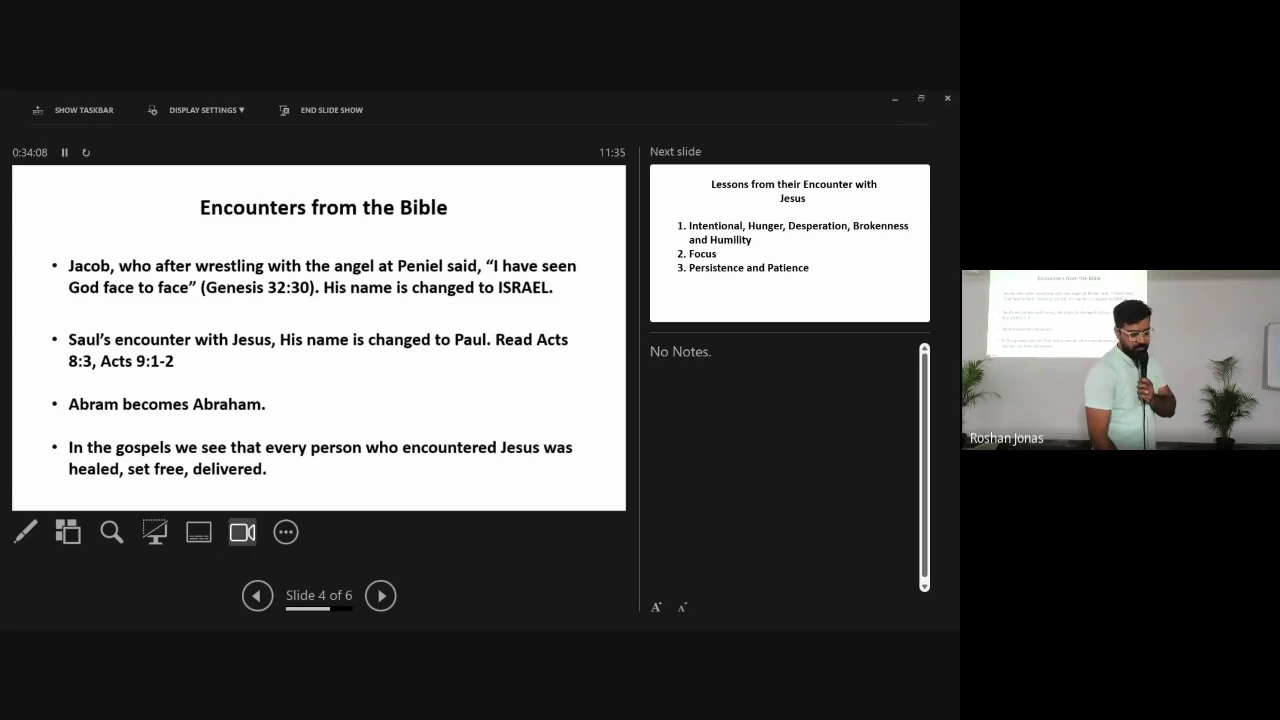 SHOW TASKBAR
DISPLAY SETTINGS ▼
END SLIDE SHOW
0:34:08
11:35
Encounters from the Bible
• Jacob, who after wrestling with the angel at Peniel said, “I have seen
God face to face” (Genesis 32:30). His name is changed to ISRAEL.
• Saul’s encounter with Jesus, His name is changed to Paul. Read Acts
8:3, Acts 9:1-2
• Abram becomes Abraham.
• In the gospels we see that every person who encountered Jesus was
healed, set free, delivered.
Slide 4 of 6
Next slide
Lessons from their Encounter with
Jesus
1. Intentional, Hunger, Desperation, Brokenness
and Humility
2. Focus
3. Persistence and Patience
No Notes.
A A
Encounters from the Bible
Roshan Jonas